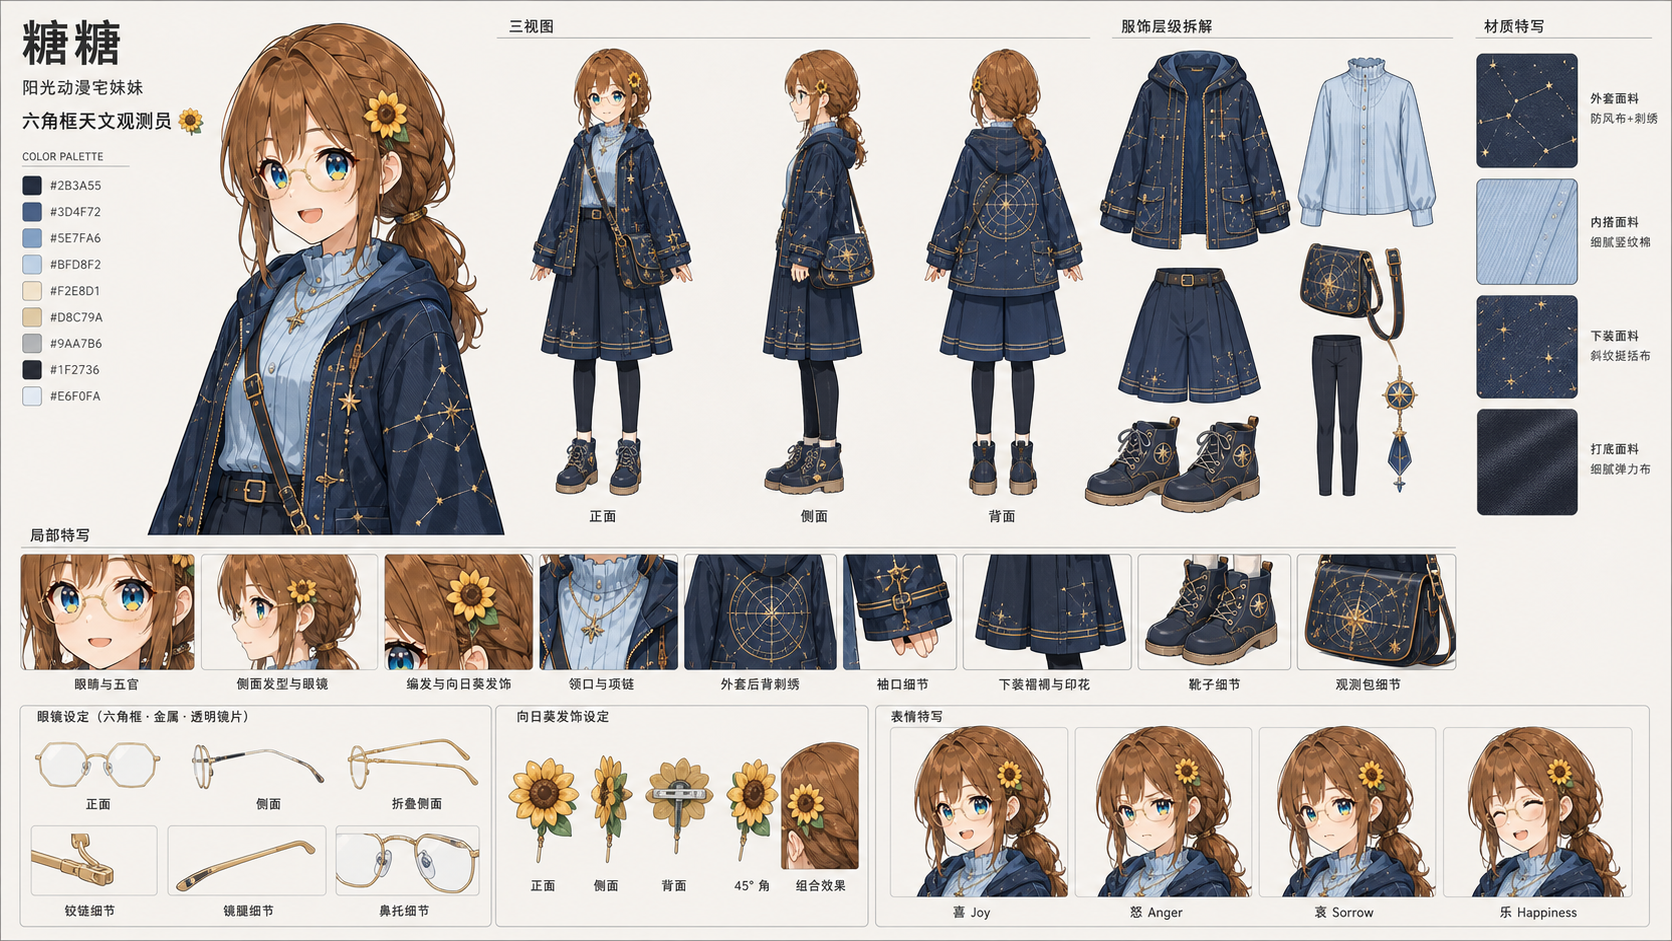 糖糖
阳光动漫宅妹妹
六角框天文观测员
COLOR PALETTE
#2B3A55
#3D4F72
#5E7FA6
#BFD8F2
#F2E8D1
#D8C79A
#9AA7B6
#1F2736
#E6F0FA
三视图
正面
侧面
背面
服饰层级拆解
材质特写
外套面料
防风布+刺绣
内搭面料
细腻竖纹棉
下装面料
斜纹挺括布
打底面料
细腻弹力布
局部特写
眼睛与五官
侧面发型与眼镜
编发与向日葵发饰
领口与项链
外套后背刺绣
袖口细节
下装褶裥与印花
靴子细节
观测包细节
眼镜设定（六角框·金属·透明镜片）
正面
侧面
折叠侧面
铰链细节
镜腿细节
鼻托细节
向日葵发饰设定
正面
侧面
背面
45° 角
组合效果
表情特写
喜 Joy
怒 Anger
哀 Sorrow
乐 Happiness